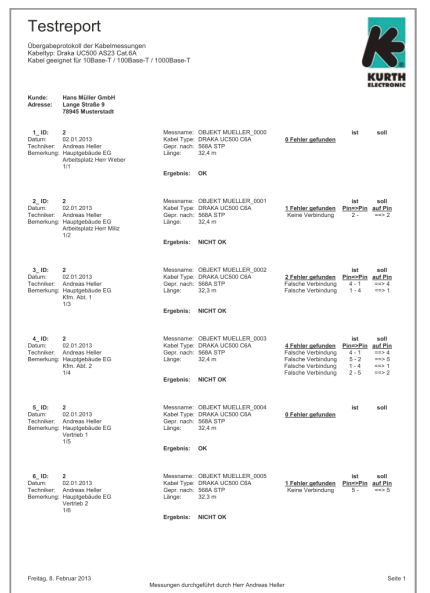 Testreport
Übergabeprotokoll der Kabelmessungen
Kabeltyp: Draka UC500 AS23 Cat.6A
Kabel geeignet für 10Base-T / 100Base-T / 1000Base-T
KURTH
ELECTRONIC
Kunde: Hans Müller GmbH
Adresse: Lange Straße 9
78945 Musterstadt
1_ ID: 2 Messname: OBJEKT MUELLER_0000 ist soll
Datum: 02.01.2013 Kabel Type: DRAKA UC500 C6A 0 Fehler gefunden
Techniker: Andreas Heller Gepr. nach: 568A STP
Bemerkung: Hauptgebäude EG Länge: 32,4 m
Arbeitsplatz Herr Weber
1/1 Ergebnis: OK
2_ ID: 2 Messname: OBJEKT MUELLER_0001 ist soll
Datum: 02.01.2013 Kabel Type: DRAKA UC500 C6A 1 Fehler gefunden Pin=>Pin auf Pin
Techniker: Andreas Heller Gepr. nach: 568A STP Keine Verbindung 2 - ==> 2
Bemerkung: Hauptgebäude EG Länge: 32,4 m
Arbeitsplatz Herr Militz
1/2 Ergebnis: NICHT OK
3_ ID: 2 Messname: OBJEKT MUELLER_0002 ist soll
Datum: 02.01.2013 Kabel Type: DRAKA UC500 C6A 2 Fehler gefunden Pin=>Pin auf Pin
Techniker: Andreas Heller Gepr. nach: 568A STP Falsche Verbindung 4 - 1 ==> 4
Bemerkung: Hauptgebäude EG Länge: 32,3 m Falsche Verbindung 1 - 4 ==> 1
Kfm. Abt. 1
1/3 Ergebnis: NICHT OK
4_ ID: 2 Messname: OBJEKT MUELLER_0003 ist soll
Datum: 02.01.2013 Kabel Type: DRAKA UC500 C6A 4 Fehler gefunden Pin=>Pin auf Pin
Techniker: Andreas Heller Gepr. nach: 568A STP Falsche Verbindung 4 - 1 ==> 4
Bemerkung: Hauptgebäude EG Länge: 32,4 m Falsche Verbindung 5 - 2 ==> 5
Kfm. Abt. 2 Falsche Verbindung 1 - 4 ==> 1
1/4 Falsche Verbindung 2 - 5 ==> 2
Ergebnis: NICHT OK
5_ ID: 2 Messname: OBJEKT MUELLER_0004 ist soll
Datum: 02.01.2013 Kabel Type: DRAKA UC500 C6A 0 Fehler gefunden
Techniker: Andreas Heller Gepr. nach: 568A STP
Bemerkung: Hauptgebäude EG Länge: 32,4 m
Vertrieb 1
1/5 Ergebnis: OK
6_ ID: 2 Messname: OBJEKT MUELLER_0005 ist soll
Datum: 02.01.2013 Kabel Type: DRAKA UC500 C6A 1 Fehler gefunden Pin=>Pin auf Pin
Techniker: Andreas Heller Gepr. nach: 568A STP Keine Verbindung 5 - ==> 5
Bemerkung: Hauptgebäude EG Länge: 32,3 m
Vertrieb 2
1/6 Ergebnis: NICHT OK
Freitag, 8. Februar 2013 Seite 1
Messungen durchgeführt durch Herr Andreas Heller